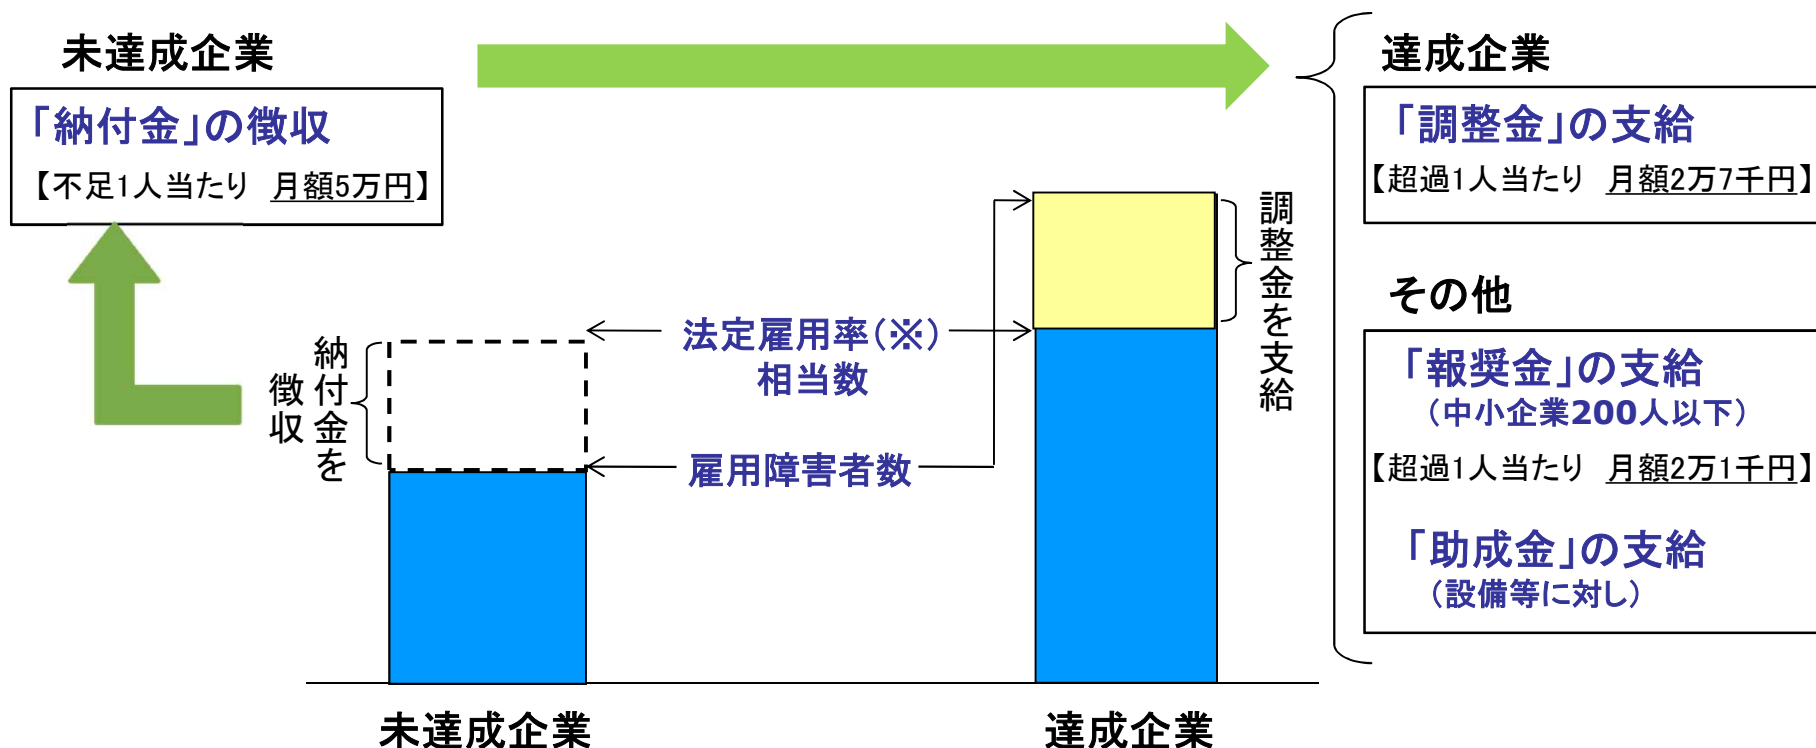 未達成企業
「納付金」の徴収
【不足1人当たり 月額5万円】
達成企業
「調整金」の支給
【超過1人当たり 月額2万7千円】
その他
「報奨金」の支給
（中小企業200人以下）
【超過1人当たり 月額2万1千円】
「助成金」の支給
（設備等に対し）
納付金を
徴収
法定雇用率(※)
相当数
雇用障害者数
調整金を支給
未達成企業
達成企業